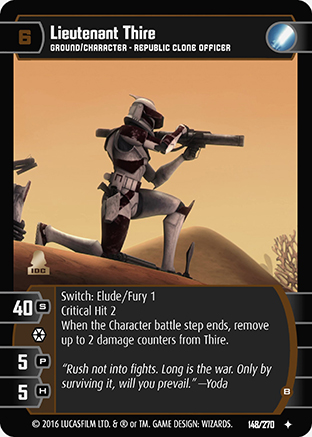 6
Lieutenant Thire
GROUND/CHARACTER - REPUBLIC CLONE OFFICER
IDC
40 S
Switch: Elude/Fury 1
Critical Hit 2
When the Character battle step ends, remove
up to 2 damage counters from Thire.
5 P
5 H
“Rush not into fights. Long is the war. Only by
surviving it, will you prevail.” —Yoda
B
© 2016 LUCASFILM LTD. & ® OR TM. GAME DESIGN: WIZARDS. 148/270